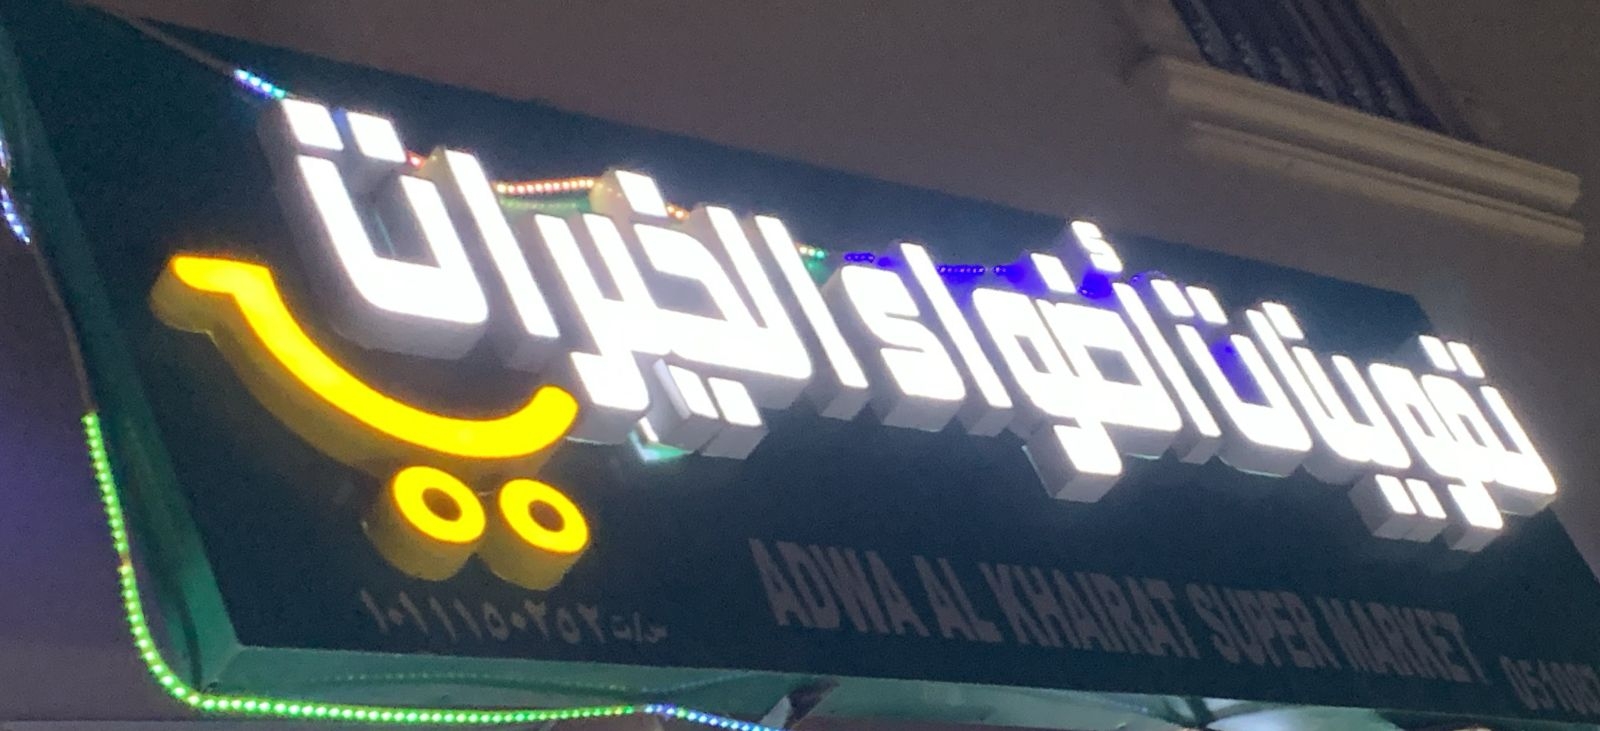 تموينات أضواء الخيرات
ADWA AL KHAIRAT SUPER MARKET
س.ت ١٠١١١٥٠٢٥٢